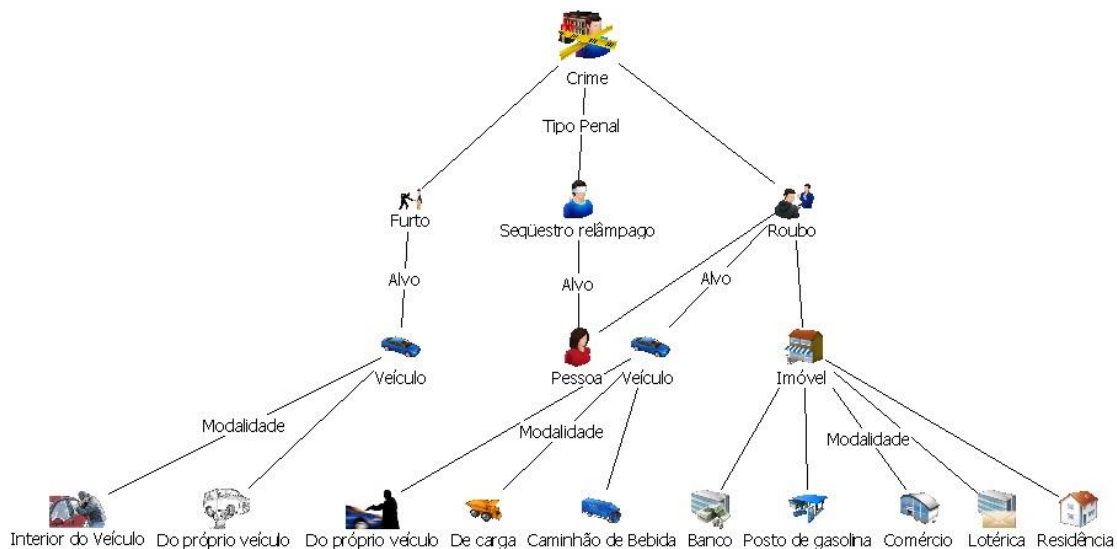 Crime
Tipo Penal
Furto
Seqüestro relâmpago
Roubo
Alvo
Alvo
Alvo
Veículo
Pessoa
Veículo
Imóvel
Modalidade
Modalidade
Modalidade
Interior do Veículo
Do próprio veículo
Do próprio veículo
De carga
Caminhão de Bebida
Banco
Posto de gasolina
Comércio
Lotérica
Residência